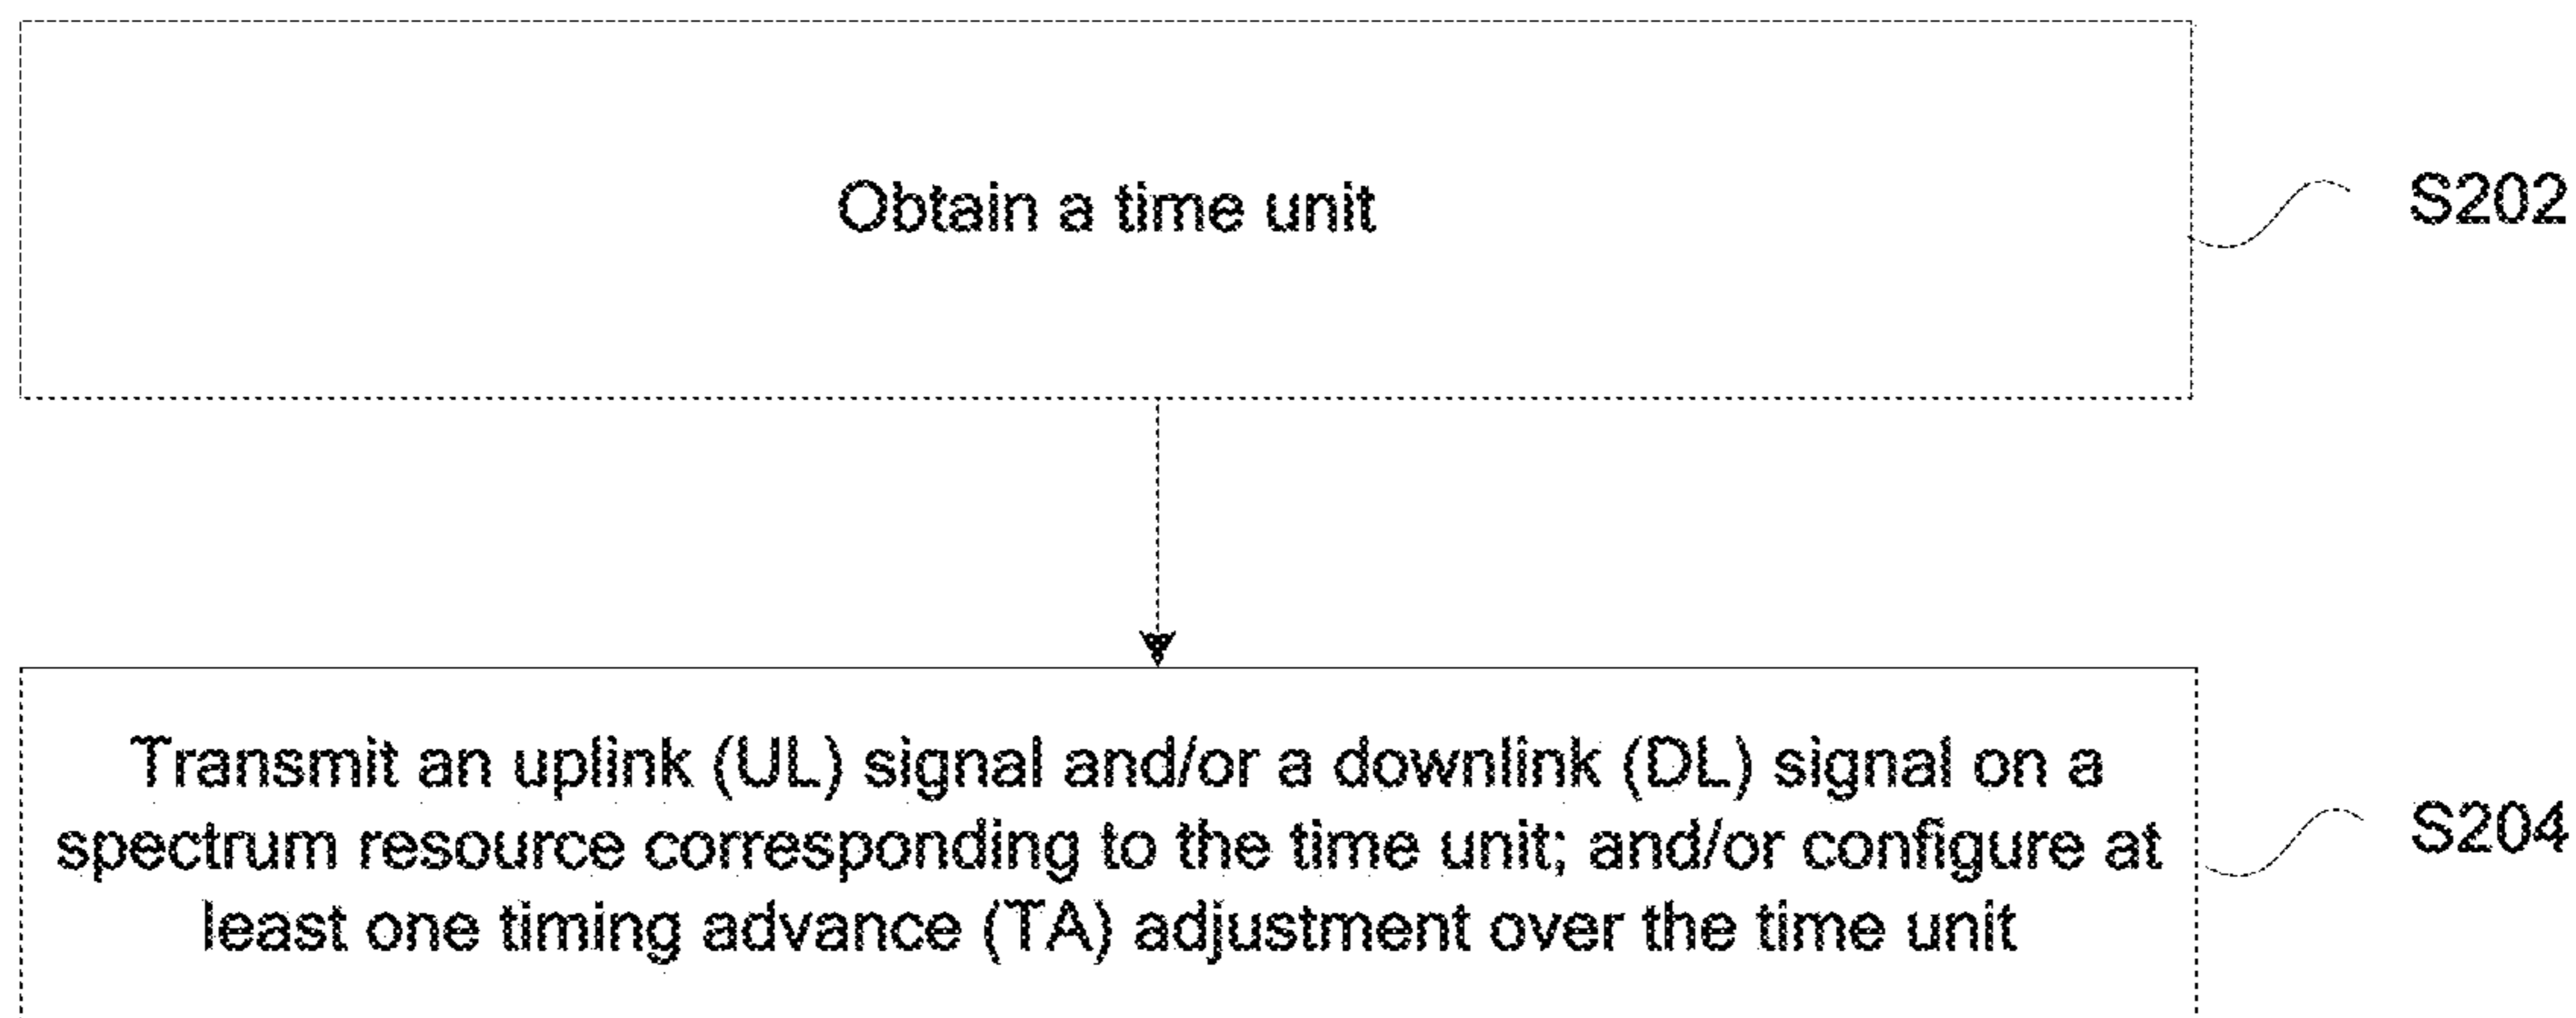 Obtain a time unit
S202
Transmit an uplink (UL) signal and/or a downlink (DL) signal on a
spectrum resource corresponding to the time unit; and/or configure at
least one timing advance (TA) adjustment over the time unit
S204